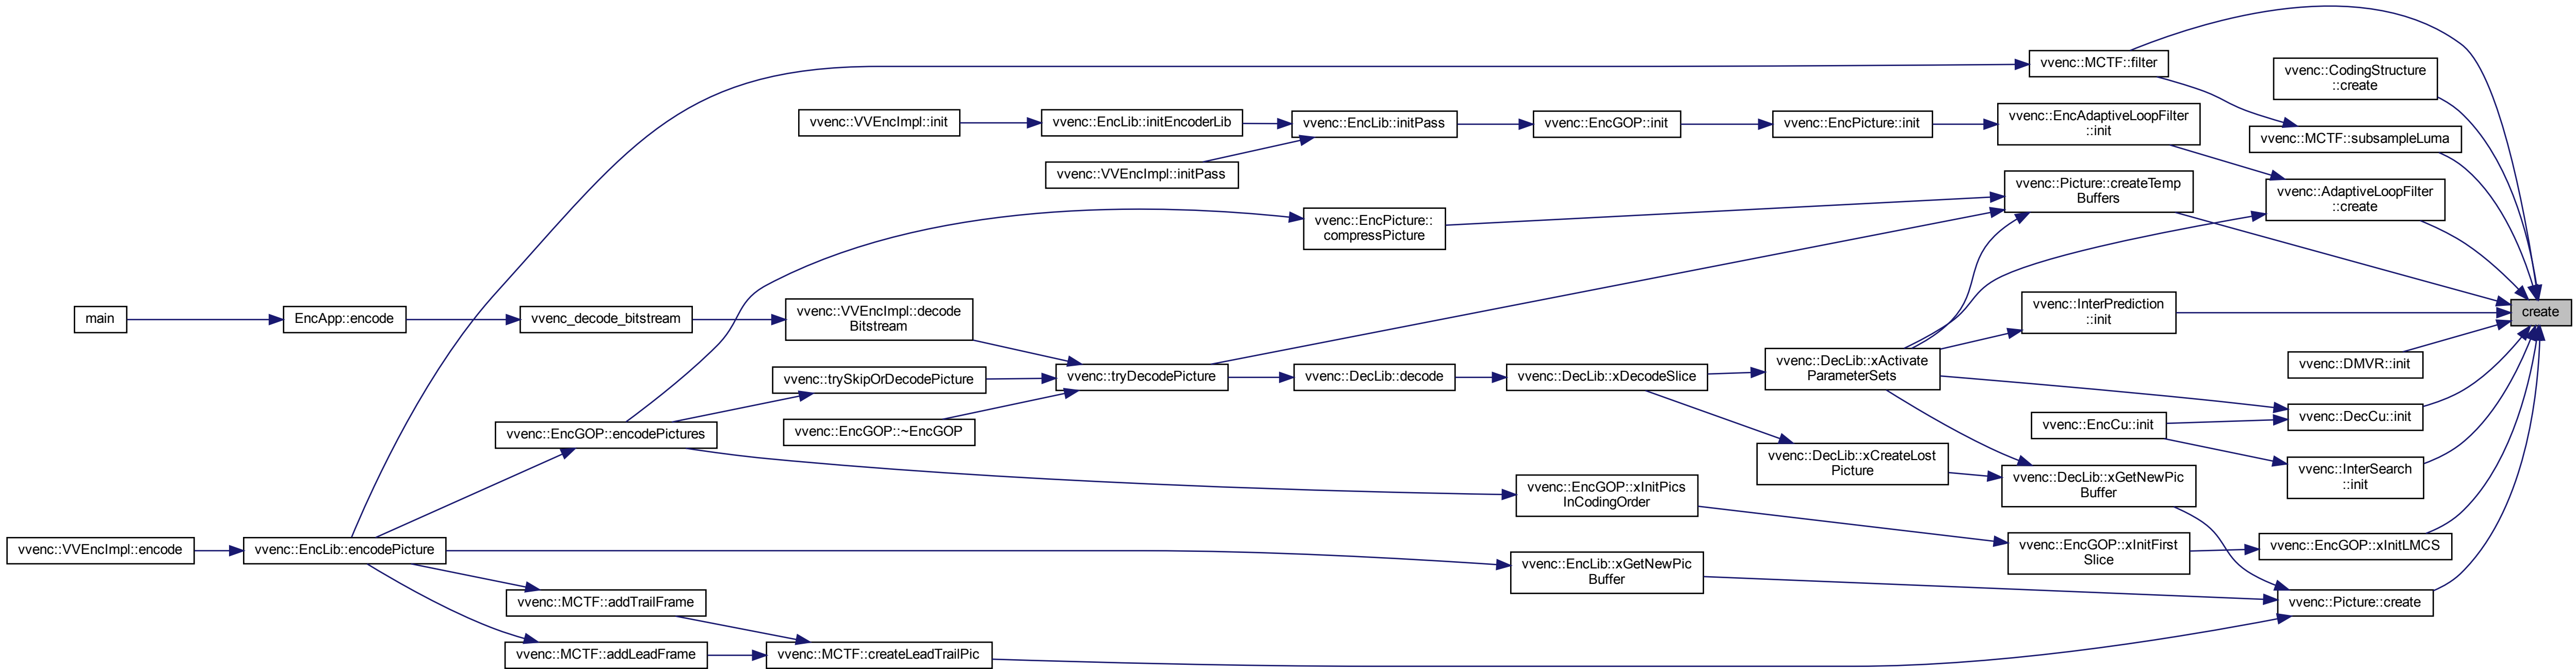 vvenc::MCTF::filter
vvenc::CodingStructure
::create
vvenc::VVEncImpl::init
vvenc::EncLib::initEncoderLib
vvenc::EncLib::initPass
vvenc::EncGOP::init
vvenc::EncPicture::init
vvenc::EncAdaptiveLoopFilter
::init
vvenc::MCTF::subsampleLuma
vvenc::VVEncImpl::initPass
vvenc::Picture::createTemp
Buffers
vvenc::AdaptiveLoopFilter
::create
vvenc::EncPicture::
compressPicture
main
EncApp::encode
vvenc_decode_bitstream
vvenc::VVEncImpl::decode
Bitstream
vvenc::InterPrediction
::init
create
vvenc::trySkipOrDecodePicture
vvenc::tryDecodePicture
vvenc::DecLib::decode
vvenc::DecLib::xDecodeSlice
vvenc::DecLib::xActivate
ParameterSets
vvenc::DMVR::init
vvenc::EncGOP::encodePictures
vvenc::EncGOP::~EncGOP
vvenc::EncCu::init
vvenc::DecCu::init
vvenc::DecLib::xCreateLost
Picture
vvenc::DecLib::xGetNewPic
Buffer
vvenc::InterSearch
::init
vvenc::EncGOP::xInitPics
InCodingOrder
vvenc::VVEncImpl::encode
vvenc::EncLib::encodePicture
vvenc::EncGOP::xInitFirst
Slice
vvenc::EncGOP::xInitLMCS
vvenc::EncLib::xGetNewPic
Buffer
vvenc::MCTF::addTrailFrame
vvenc::Picture::create
vvenc::MCTF::addLeadFrame
vvenc::MCTF::createLeadTrailPic